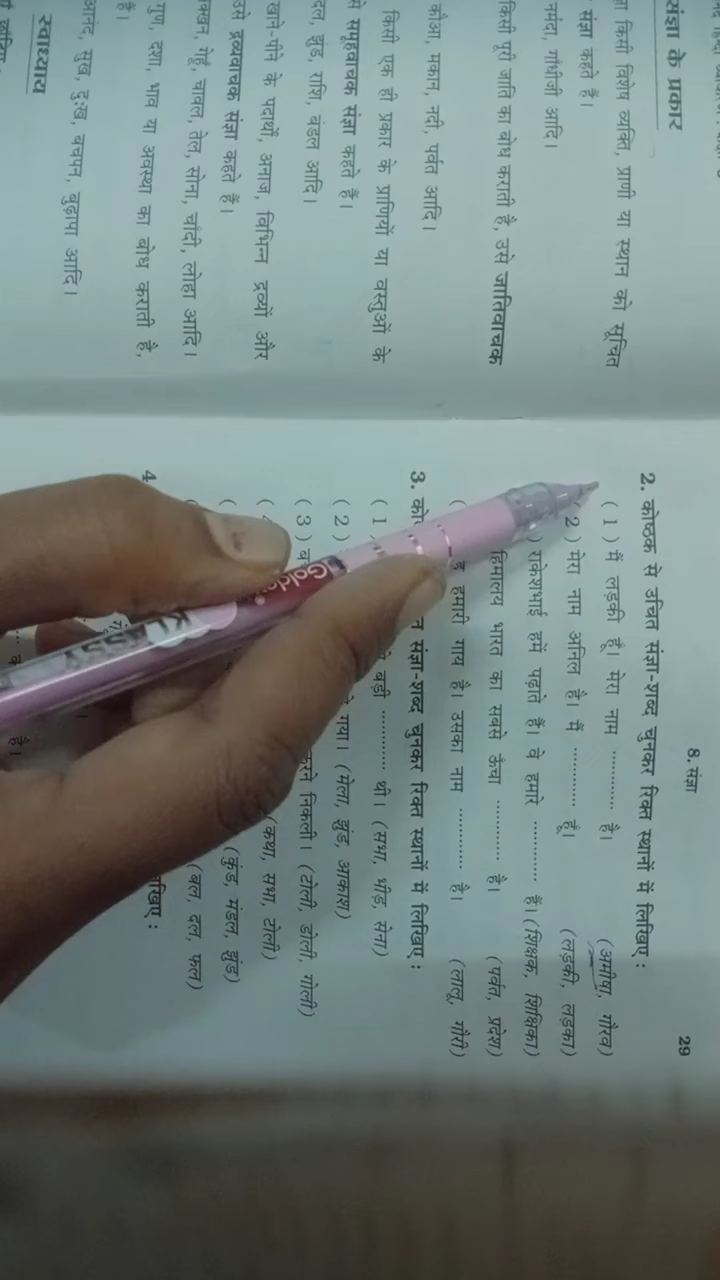 संज्ञा के प्रकार
किसी विशेष व्यक्ति, प्राणी या स्थान को सूचित
संज्ञा कहते हैं।
नर्मदा, गाँधीजी आदि।
किसी पूरी जाति का बोध कराती है, उसे जातिवाचक
कौआ, मकान, नदी, पर्वत आदि।
किसी एक ही प्रकार के प्राणियों या वस्तुओं के
समूहवाचक संज्ञा कहते हैं।
दल, झुंड, राशि, बंडल आदि।
खाने-पीने के पदार्थों, अनाज, विभिन्न द्रव्यों और
उसे द्रव्यवाचक संज्ञा कहते हैं।
गेहूँ, चावल, तेल, सोना, चाँदी, लोहा आदि।
गुण, दशा, भाव या अवस्था का बोध कराती है,
है।
आनंद, सुख, दुःख, बचपन, बुढ़ापा आदि।
स्वाध्याय
8. संज्ञा 29
2. कोष्ठक से उचित संज्ञा-शब्द चुनकर रिक्त स्थानों में लिखिए :
( 1 ) मैं लड़की हूँ। मेरा नाम ............ है। (अमीषा, गौरव)
2 ) मेरा नाम अनिल है। मैं ............ हूँ। (लड़की, लड़का)
) राकेशभाई हमें पढ़ाते हैं। वे हमारे ............ हैं। (शिक्षक, शिक्षिका)
हिमालय भारत का सबसे ऊँचा ............ है। (पर्वत, प्रदेश)
( हमारी गाय है। उसका नाम ............ है। (लालू, गौरी)
3. संज्ञा-शब्द चुनकर रिक्त स्थानों में लिखिए :
( 1 बड़ी ............ थी। (सभा, भीड़, सेना)
( 2 ) गया। (मेला, झुंड, आकाश)
( 3 ) करने निकली। (टोली, डोली, गोली)
( (कथा, सभा, टोली)
( (कुंड, मंडल, झुंड)
( (बल, दल, फल)
4. लिखिए :
है।
Goldex
KLASSY